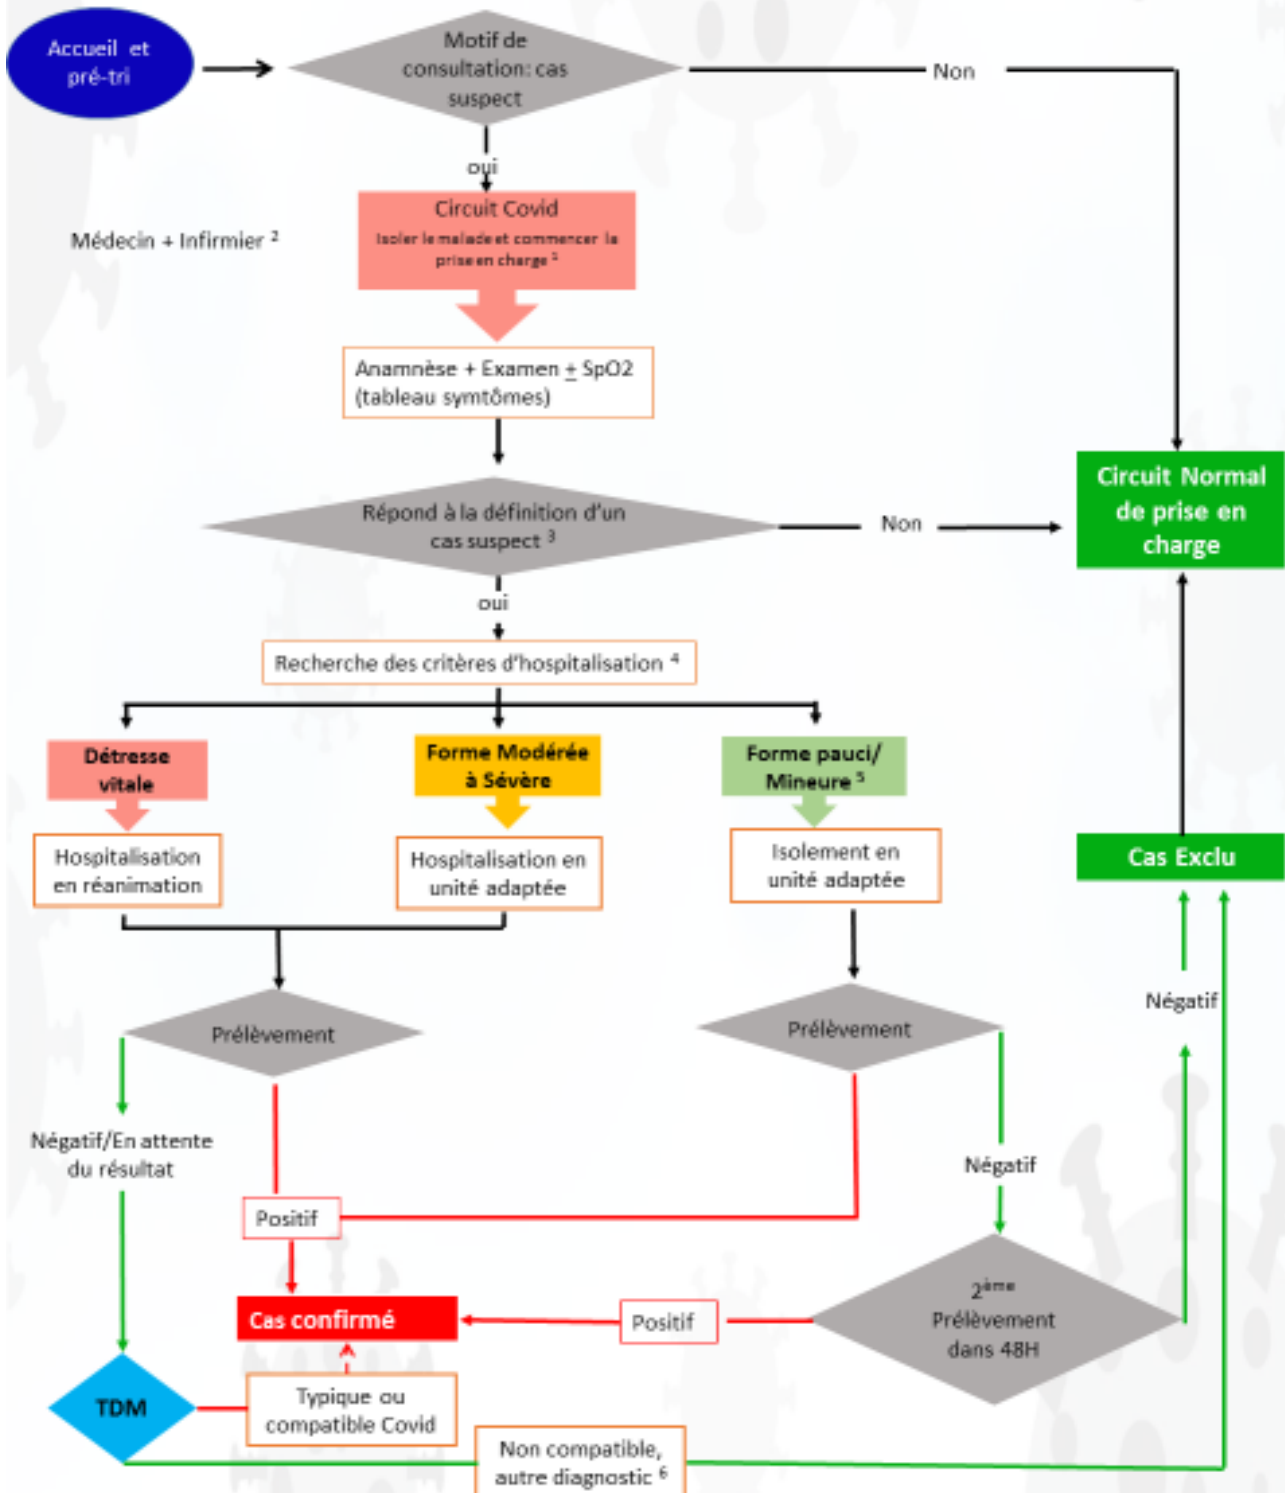 Accueil et
pré-tri
Motif de
consultation: cas
suspect
Non
oui
Circuit Covid
Isoler le malade et commencer la
prise en charge ¹
Médecin + Infirmier ²
Anamnèse + Examen ± SpO2
(tableau symtômes)
Répond à la définition d'un
cas suspect ³
Non
Circuit Normal
de prise en
charge
oui
Recherche des critères d'hospitalisation ⁴
Détresse
vitale
Forme Modérée
à Sévère
Forme pauci/
Mineure ⁵
Hospitalisation
en réanimation
Hospitalisation en
unité adaptée
Isolement en
unité adaptée
Cas Exclu
Prélèvement
Prélèvement
Négatif
Négatif/En attente
du résultat
Négatif
Positif
2ème
Prélèvement
dans 48H
Cas confirmé
Positif
TDM
Typique ou
compatible Covid
Non compatible,
autre diagnostic ⁶